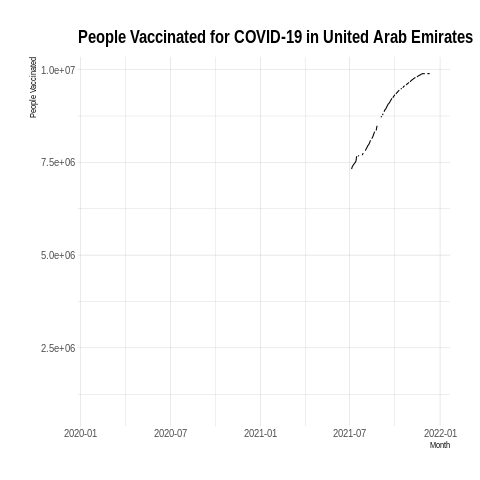 People Vaccinated for COVID-19 in United Arab Emirates
People Vaccinated
1.0e+07
7.5e+06
5.0e+06
2.5e+06
2020-01
2020-07
2021-01
2021-07
2022-01
Month